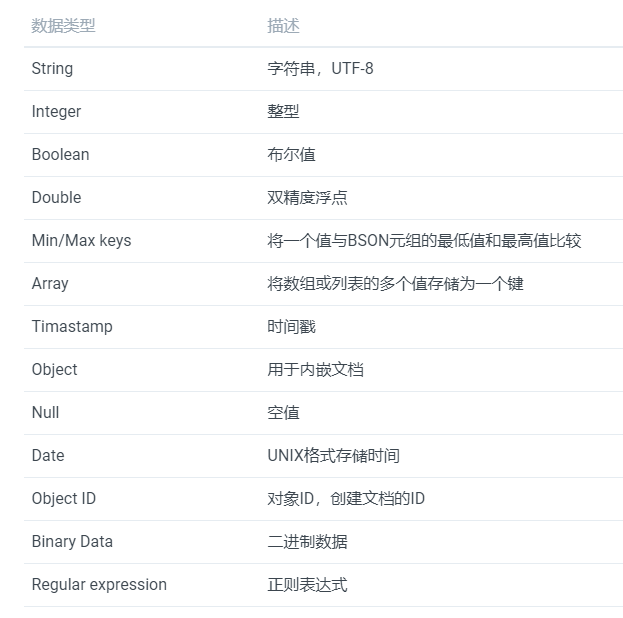 数据类型 描述
String 字符串，UTF-8
Integer 整型
Boolean 布尔值
Double 双精度浮点
Min/Max keys 将一个值与BSON元组的最低值和最高值比较
Array 将数组或列表的多个值存储为一个键
Timastamp 时间戳
Object 用于内嵌文档
Null 空值
Date UNIX格式存储时间
Object ID 对象ID，创建文档的ID
Binary Data 二进制数据
Regular expression 正则表达式